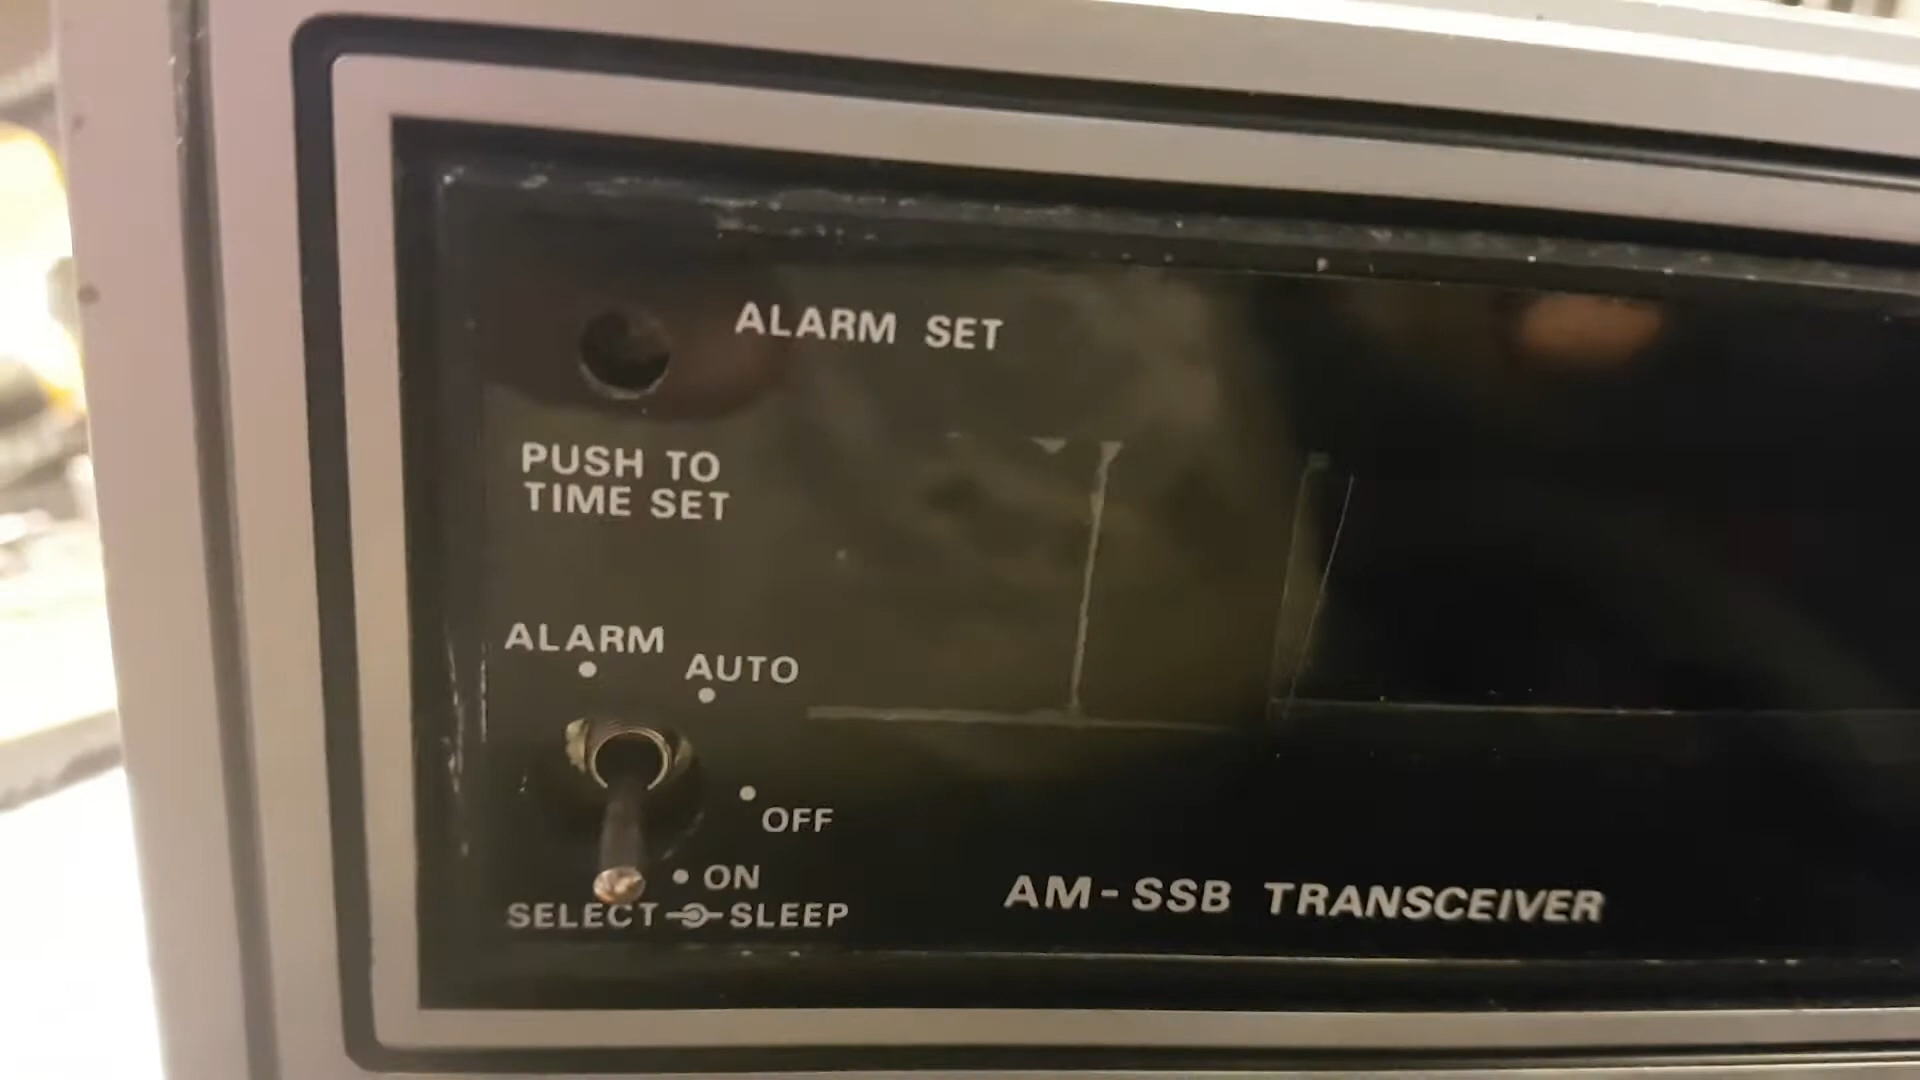 ALARM SET
PUSH TO
TIME SET
ALARM
AUTO
OFF
ON
SELECT SLEEP
AM-SSB TRANSCEIVER